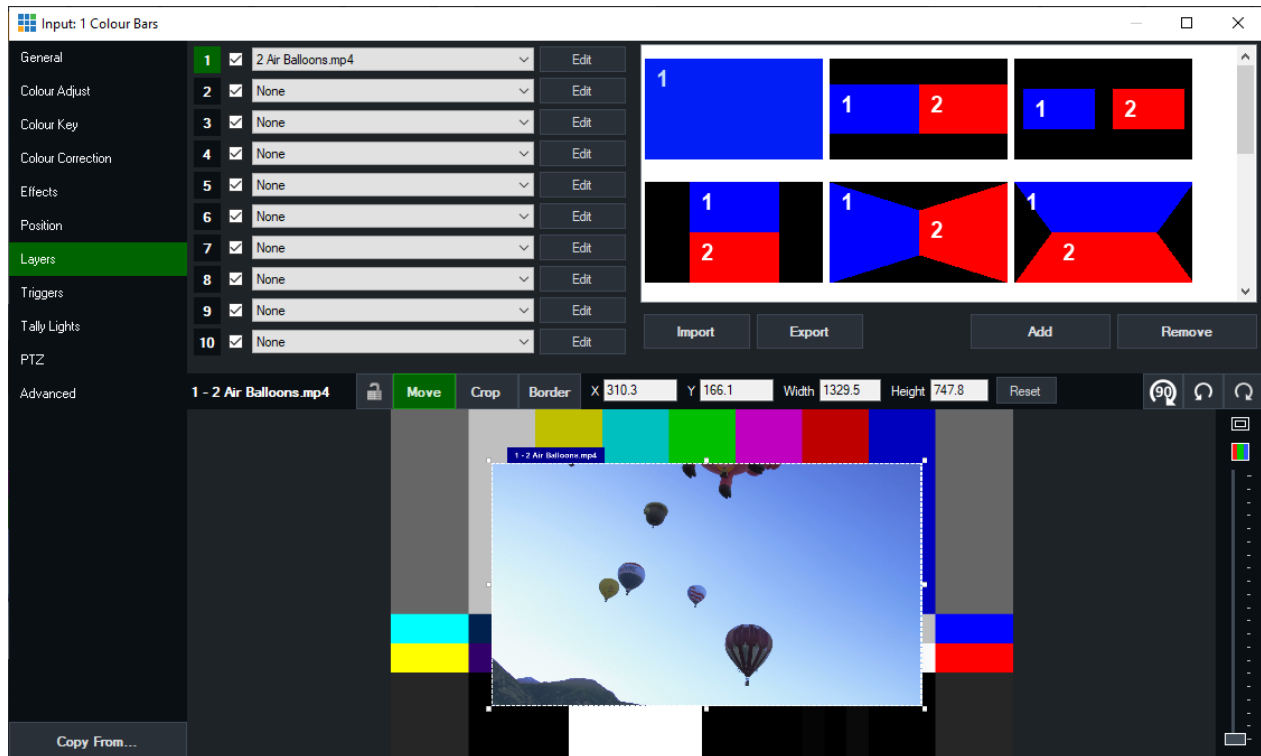 Input: 1 Colour Bars
General
Colour Adjust
Colour Key
Colour Correction
Effects
Position
Layers
Triggers
Tally Lights
PTZ
Advanced
Copy From...
1 2 Air Balloons.mp4 Edit
2 None Edit
3 None Edit
4 None Edit
5 None Edit
6 None Edit
7 None Edit
8 None Edit
9 None Edit
10 None Edit
1 1 2 1 2
1 1 1
2 2 2
Import Export Add Remove
1 - 2 Air Balloons.mp4 Move Crop Border X 310.3 Y 166.1 Width 1329.5 Height 747.8 Reset 90
1 - 2 Air Balloons.mp4